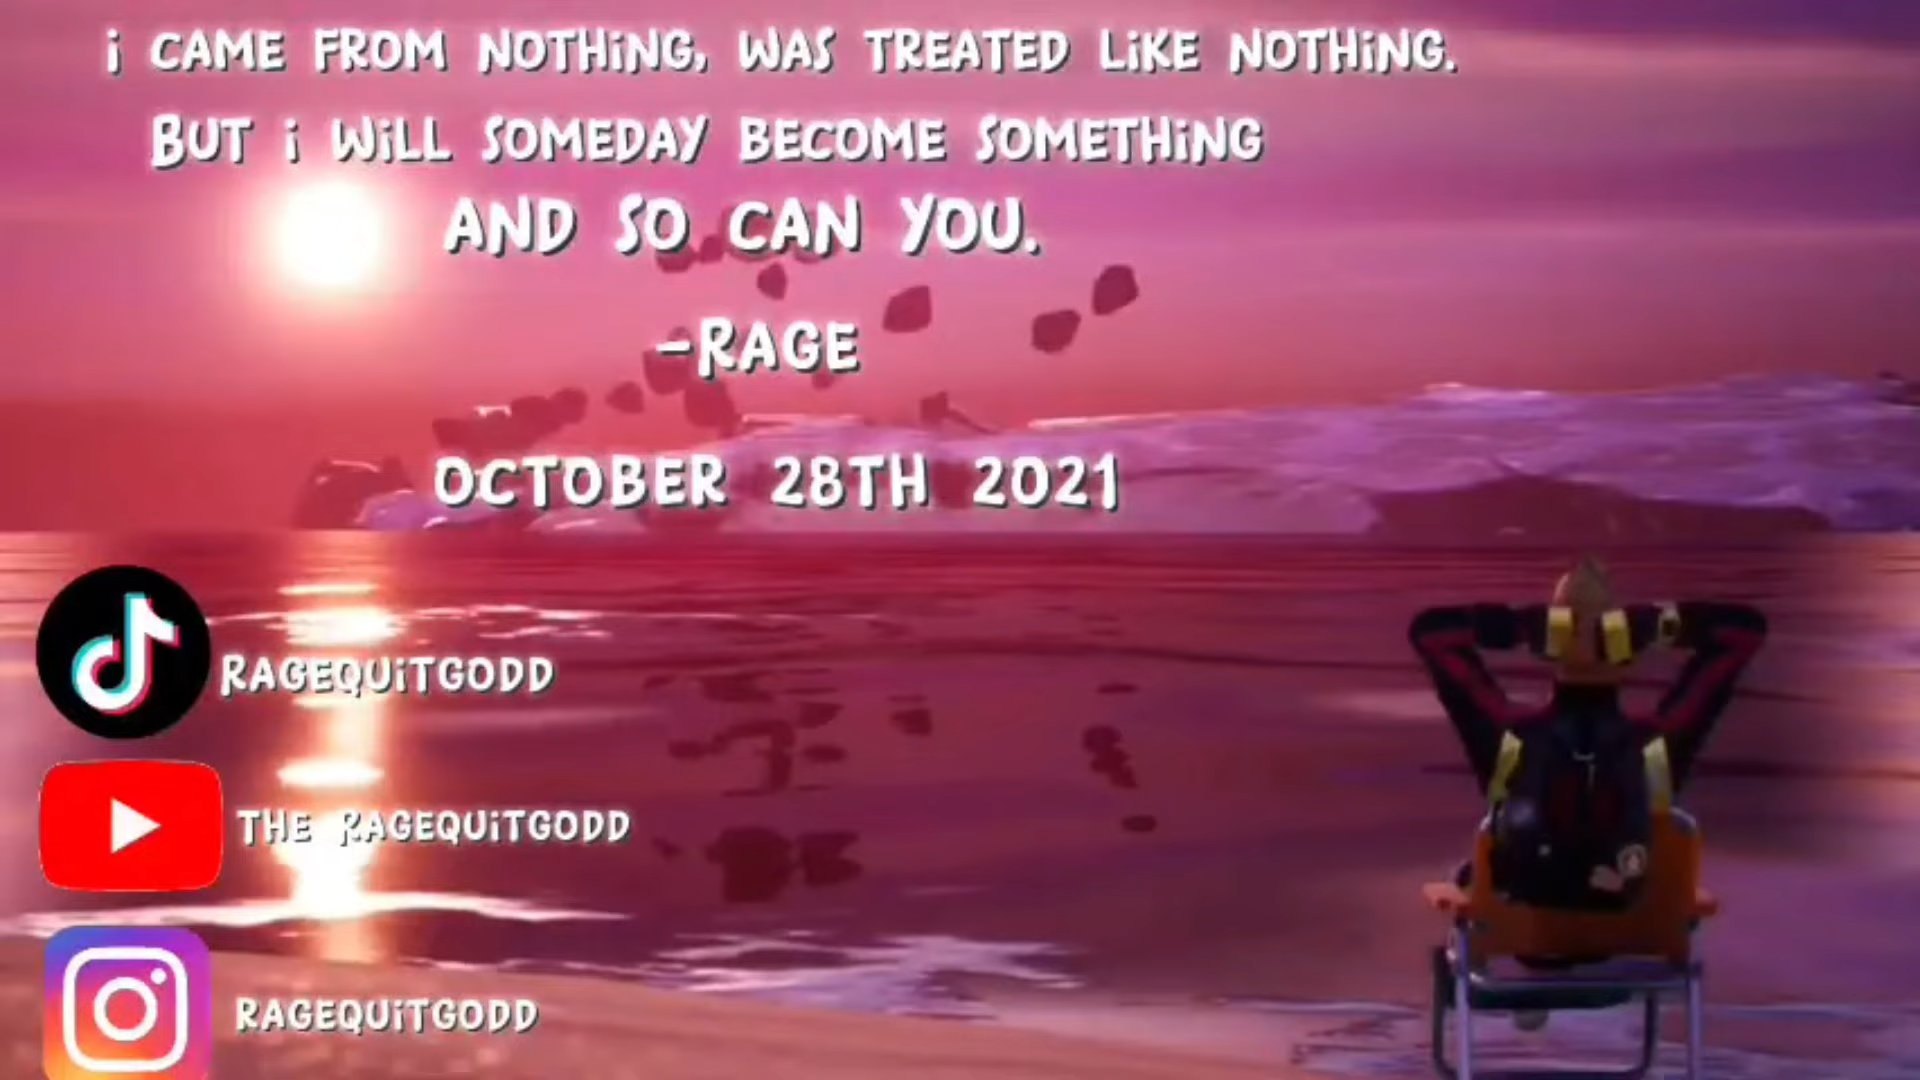 i CAME FROM NOTHiNG, WAS TREATED LiKE NOTHiNG.
BUT i WiLL SOMEDAY BECOME SOMETHiNG
AND SO CAN YOU.
-RAGE
OCTOBER 28TH 2021
RAGEQUiTGODD
THE RAGEQUiTGODD
RAGEQUiTGODD